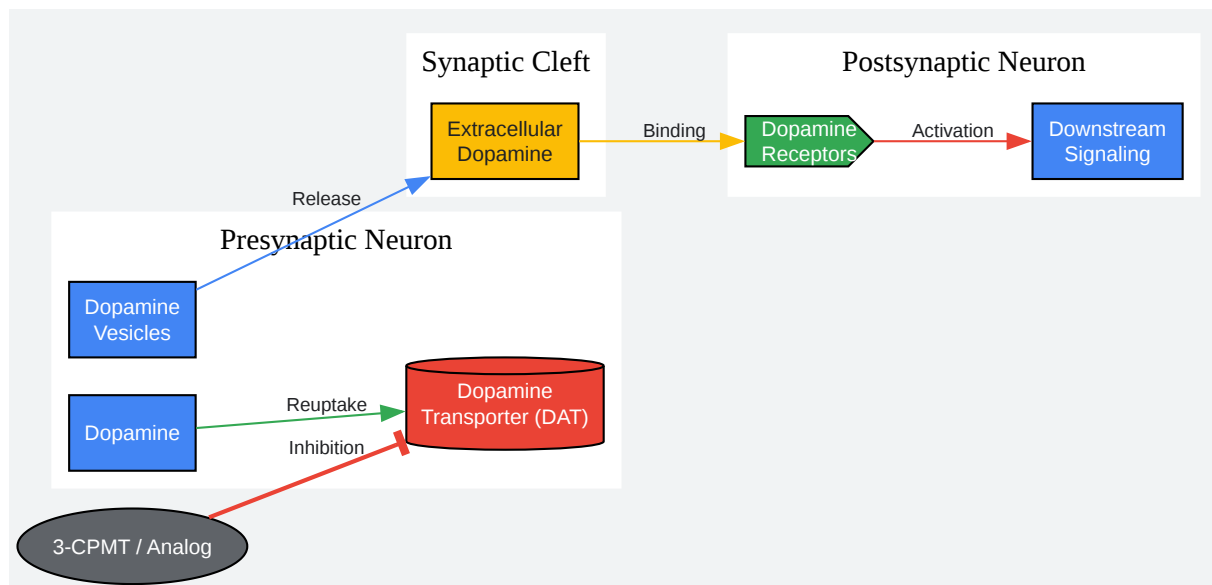 Synaptic Cleft
Postsynaptic Neuron
Extracellular
Dopamine
Binding
Dopamine
Receptors
Activation
Downstream
Signaling
Release
Presynaptic Neuron
Dopamine
Vesicles
Dopamine
Transporter (DAT)
Reuptake
Dopamine
Inhibition
3-CPMT / Analog